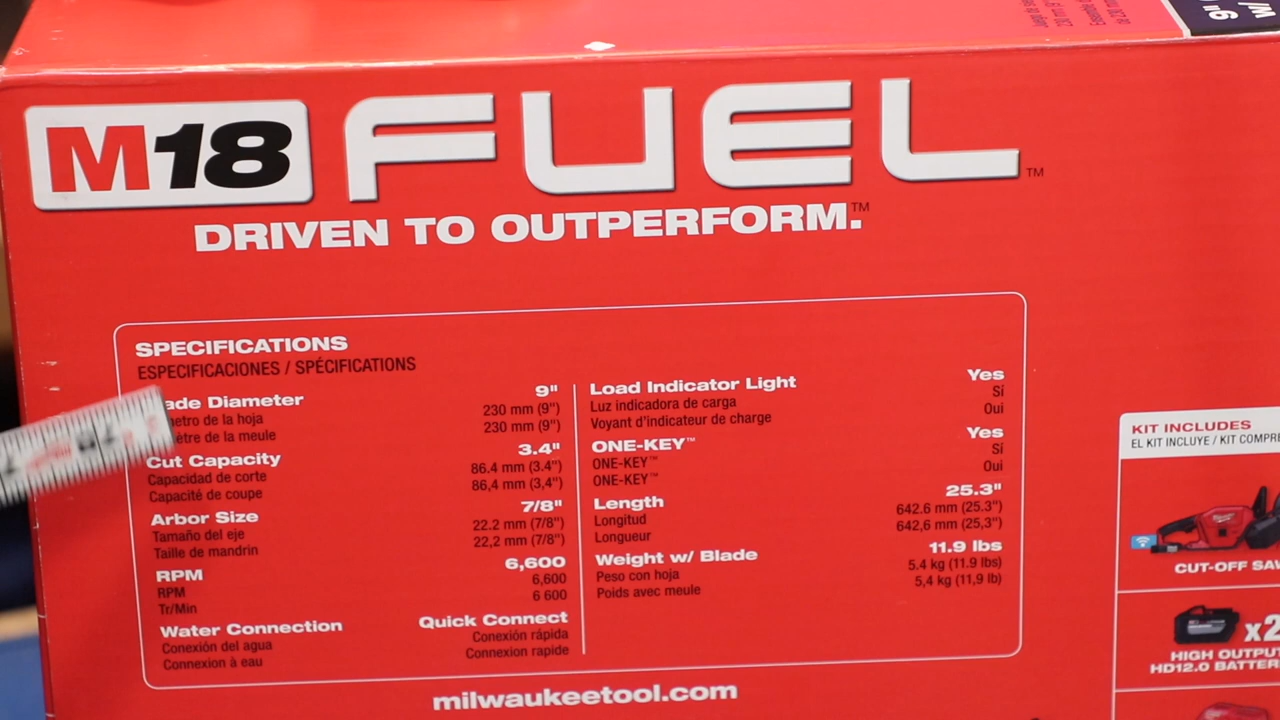 M18 FUEL™
DRIVEN TO OUTPERFORM.™
SPECIFICATIONS
ESPECIFICACIONES / SPÉCIFICATIONS
ade Diameter 9"
etro de la hoja 230 mm (9")
ètre de la meule 230 mm (9")
Cut Capacity 3.4"
Capacidad de corte 86.4 mm (3.4")
Capacité de coupe 86,4 mm (3,4")
Arbor Size 7/8"
Tamaño del eje 22.2 mm (7/8")
Taille de mandrin 22,2 mm (7/8")
RPM 6,600
RPM 6,600
Tr/Min 6 600
Water Connection Quick Connect
Conexión del agua Conexión rápida
Connexion à eau Connexion rapide
Load Indicator Light Yes
Luz indicadora de carga Sí
Voyant d'indicateur de charge Oui
ONE-KEY™ Yes
ONE-KEY™ Sí
ONE-KEY™ Oui
Length 25.3"
Longitud 642.6 mm (25.3")
Longueur 642,6 mm (25,3")
Weight w/ Blade 11.9 lbs
Peso con hoja 5.4 kg (11.9 lbs)
Poids avec meule 5,4 kg (11,9 lb)
milwaukeetool.com
KIT INCLUDES
EL KIT INCLUYE / KIT COMPRE
CUT-OFF SAW
x2
HIGH OUTPUT
HD12.0 BATTER
9"
W/